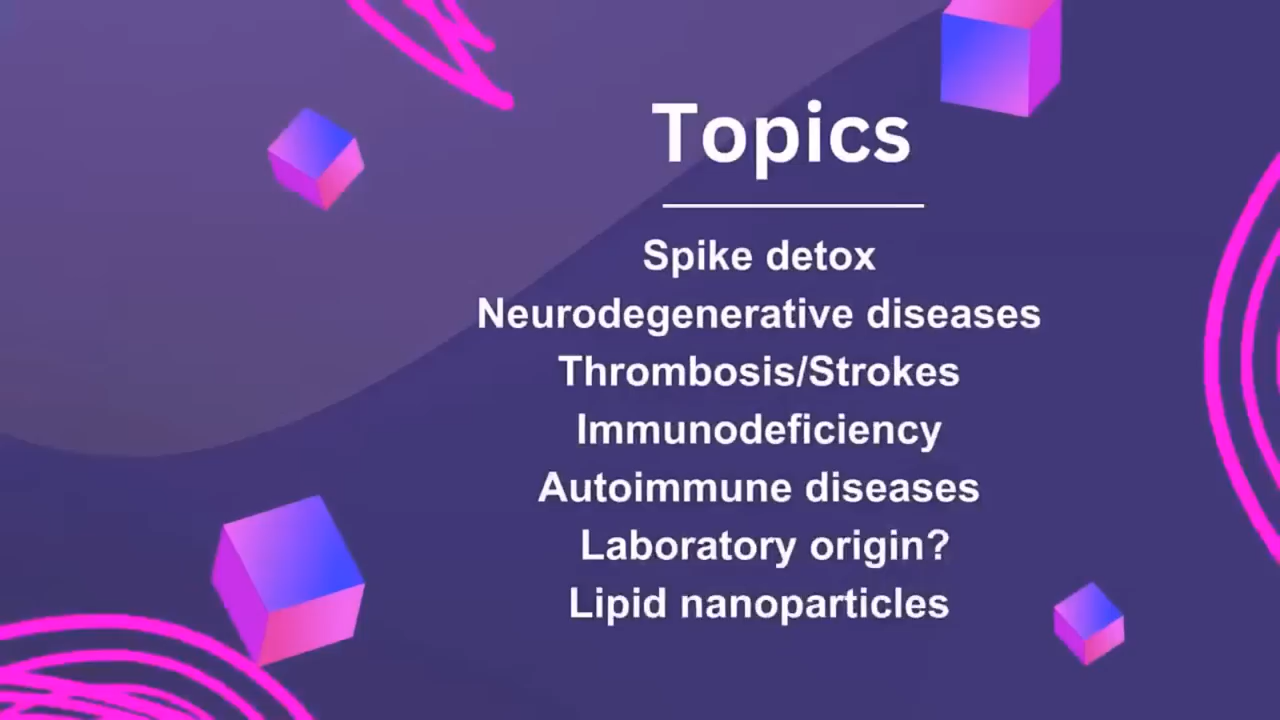 Topics
Spike detox
Neurodegenerative diseases
Thrombosis/Strokes
Immunodeficiency
Autoimmune diseases
Laboratory origin?
Lipid nanoparticles